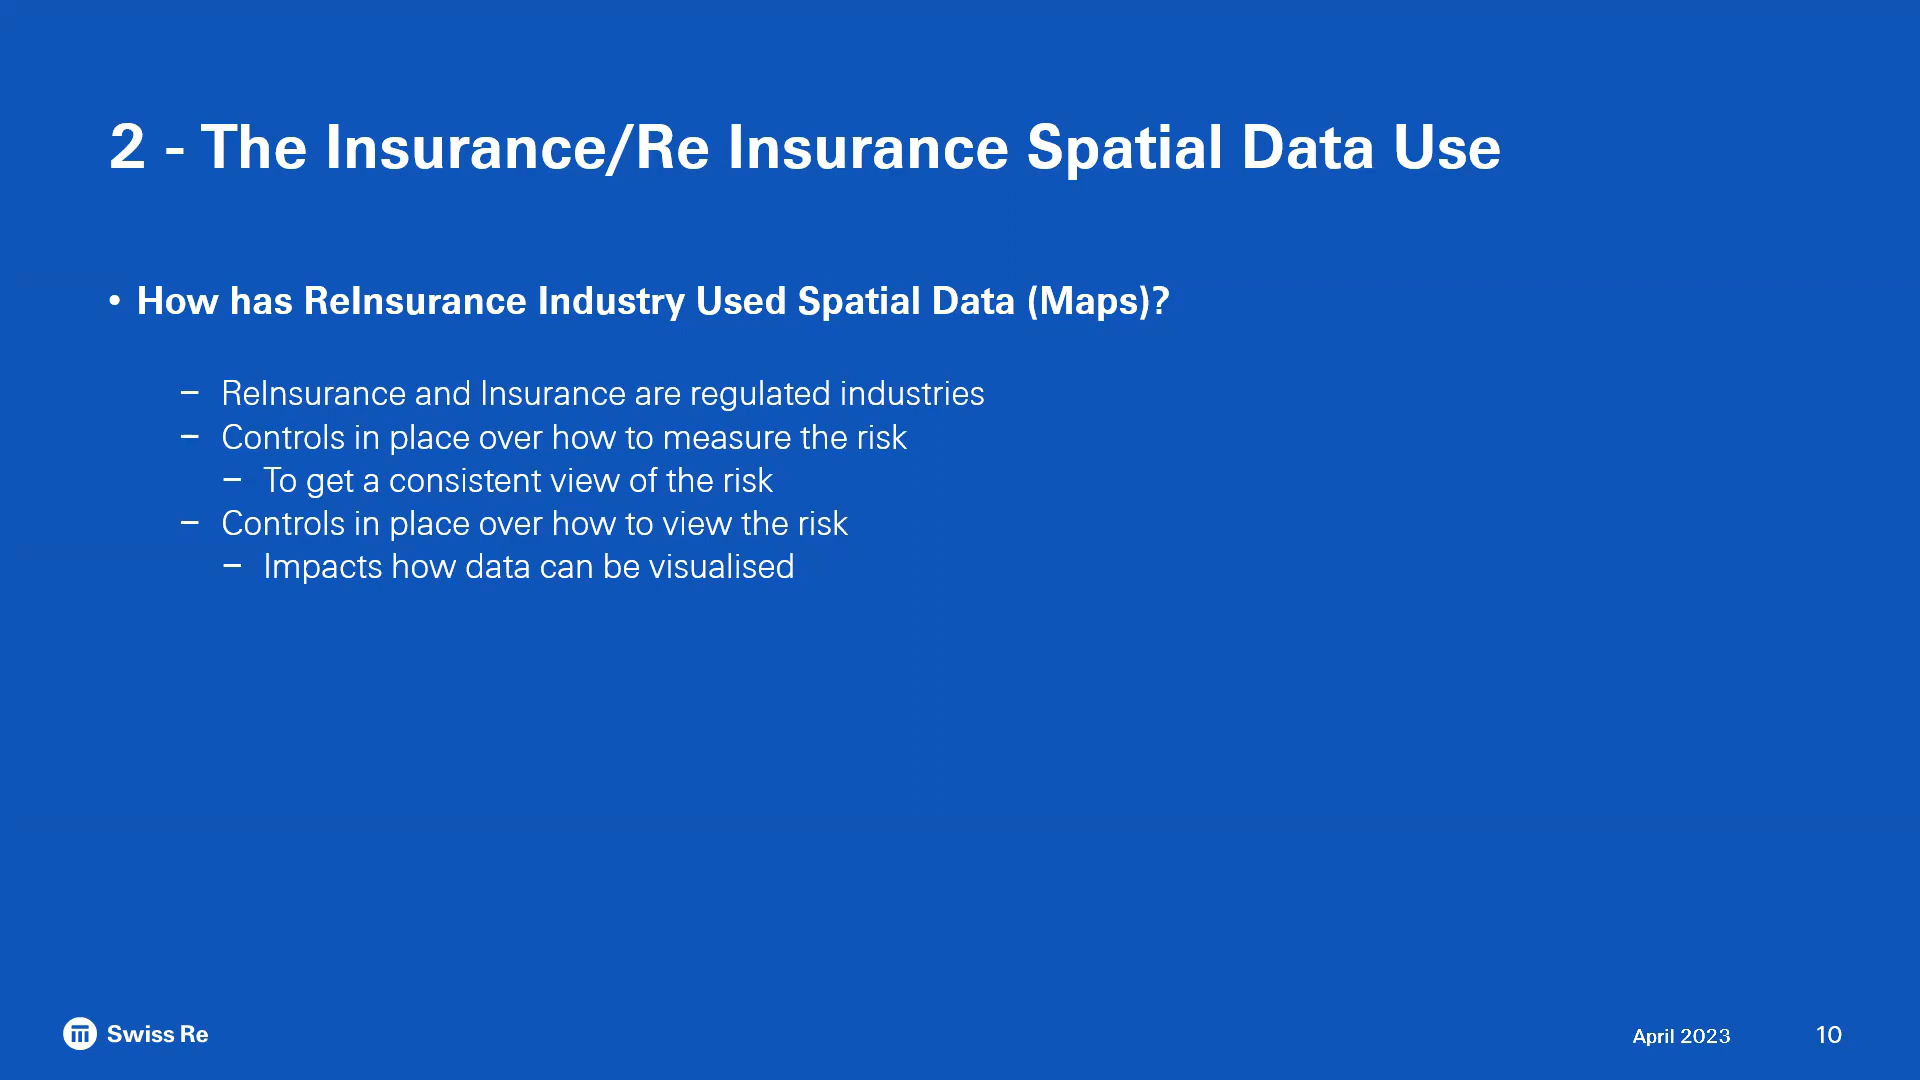 2 - The Insurance/Re Insurance Spatial Data Use
• How has ReInsurance Industry Used Spatial Data (Maps)?
– ReInsurance and Insurance are regulated industries
– Controls in place over how to measure the risk
– To get a consistent view of the risk
– Controls in place over how to view the risk
– Impacts how data can be visualised
Swiss Re
April 2023 10